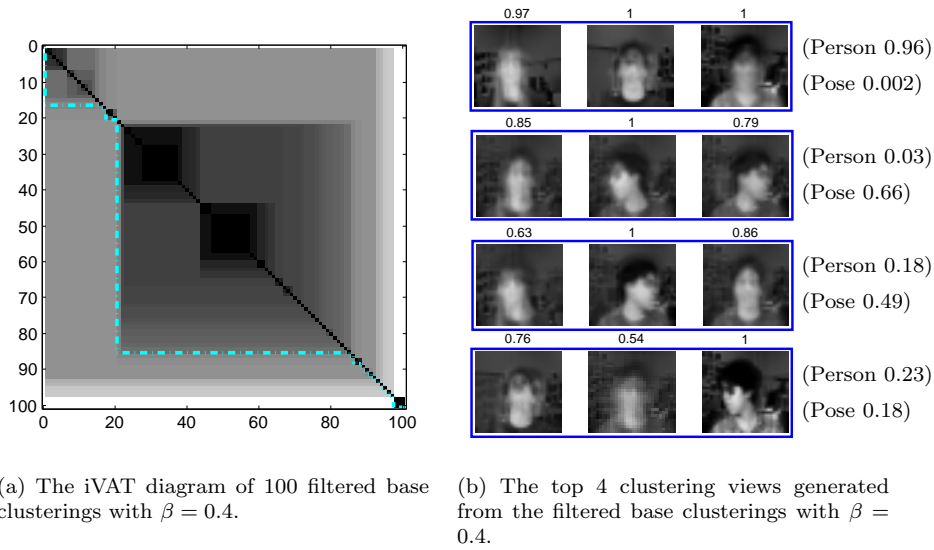 0
10
20
30
40
50
60
70
80
90
100
0 20 40 60 80 100
0.97 1 1
(Person 0.96)
(Pose 0.002)
0.85 1 0.79
(Person 0.03)
(Pose 0.66)
0.63 1 0.86
(Person 0.18)
(Pose 0.49)
0.76 0.54 1
(Person 0.23)
(Pose 0.18)
(a) The iVAT diagram of 100 filtered base
clusterings with β = 0.4.
(b) The top 4 clustering views generated
from the filtered base clusterings with β =
0.4.